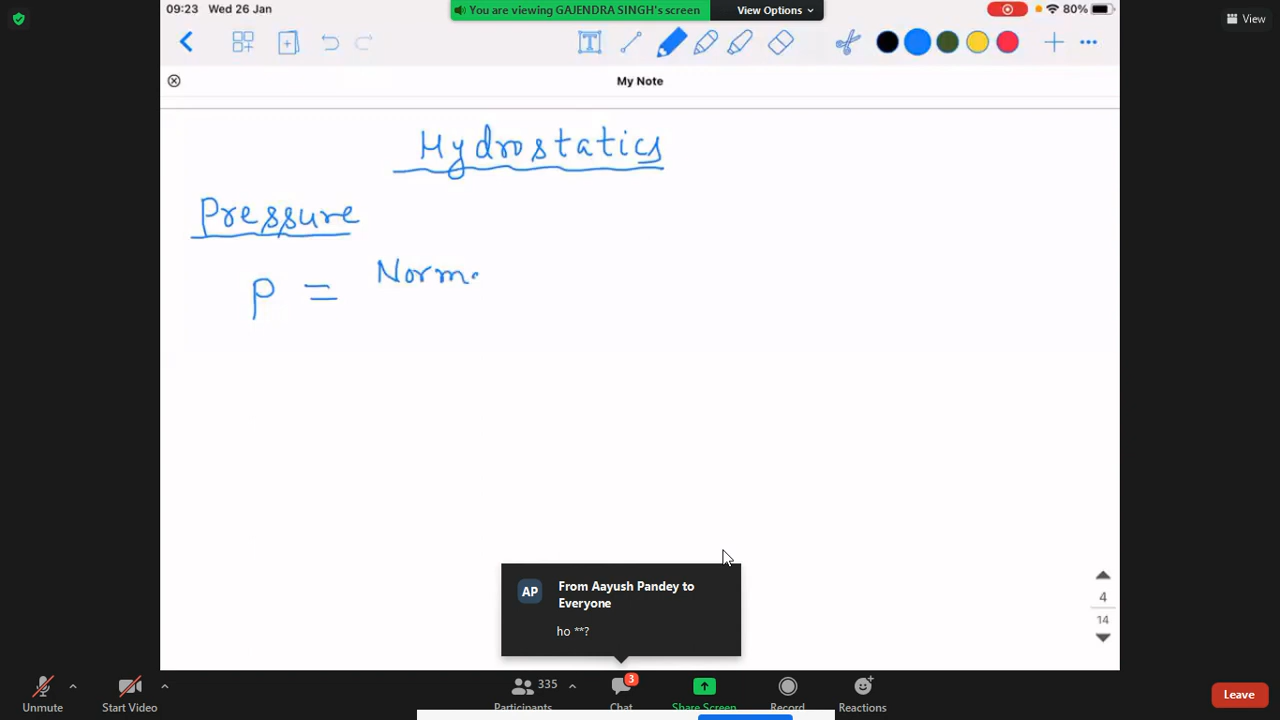 09:23 Wed 26 Jan
You are viewing GAJENDRA SINGH's screen
View Options
80%
View
My Note
Hydrostatics
Pressure
P = Norm
4
14
AP
From Aayush Pandey to
Everyone
ho **?
335
3
Unmute
Start Video
Participants
Chat
Share Screen
Record
Reactions
Leave